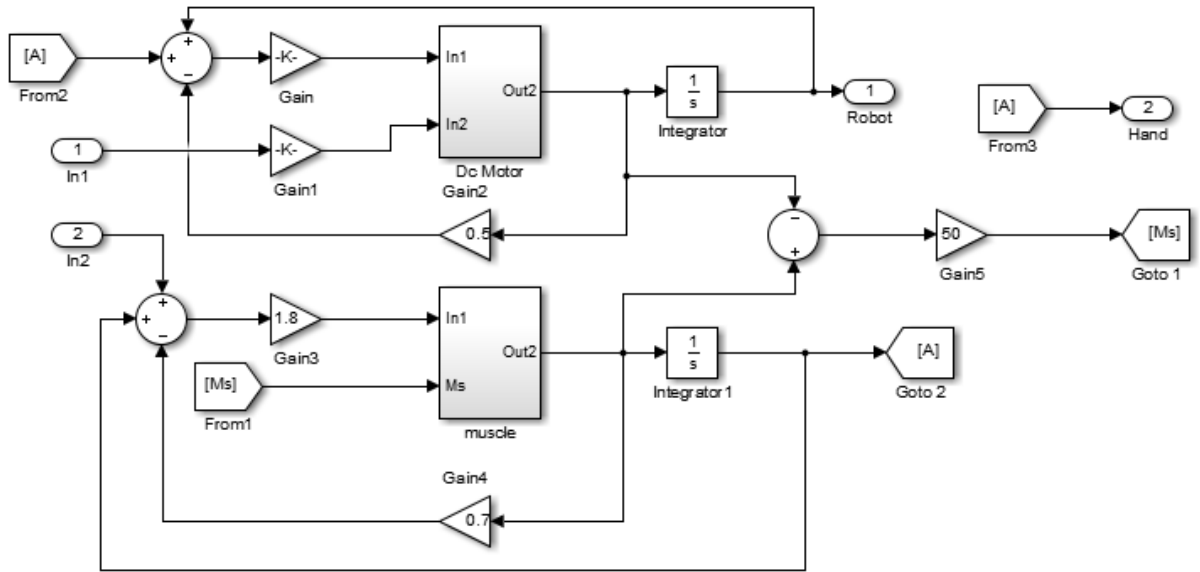 [A]
From2
+
+
−
-K-
Gain
In1
In2
Out2
Dc Motor
1
s
Integrator
1
Robot
[A]
From3
2
Hand
1
In1
-K-
Gain1
Gain2
0.5
2
In2
−
+
50
Gain5
[Ms]
Goto 1
+
+
−
1.8
Gain3
In1
Ms
Out2
muscle
[Ms]
From1
1
s
Integrator1
[A]
Goto 2
Gain4
0.7